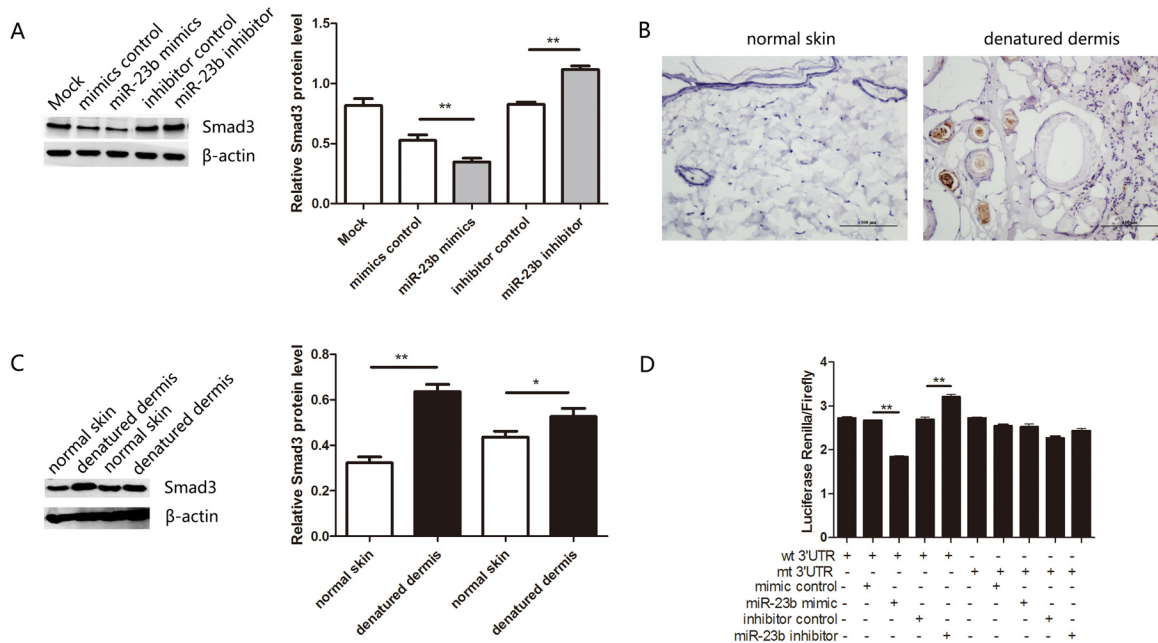 A
Mock
mimics control
miR-23b mimics
inhibitor control
miR-23b inhibitor
Smad3
β-actin
Relative Smad3 protein level
1.5
1.0
0.5
0.0
**
**
Mock
mimics control
miR-23b mimics
inhibitor control
miR-23b inhibitor
B
normal skin
denatured dermis
C
normal skin
denatured dermis
normal skin
denatured dermis
Smad3
β-actin
Relative Smad3 protein level
0.8
0.6
0.4
0.2
0.0
**
*
normal skin
denatured dermis
normal skin
denatured dermis
D
Luciferase Renilla/Firefly
4
3
2
1
0
**
**
wt 3'UTR + + + + + - - - - -
mt 3'UTR - - - - - + + + + +
mimic control - + - - - - + - - -
miR-23b mimic - - + - - - - + - -
inhibitor control - - - + - - - - + -
miR-23b inhibitor - - - - + - - - - +